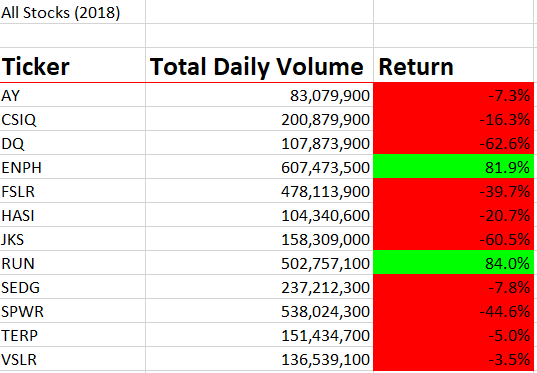 All Stocks (2018)
Ticker Total Daily Volume Return
AY 83,079,900 -7.3%
CSIQ 200,879,900 -16.3%
DQ 107,873,900 -62.6%
ENPH 607,473,500 81.9%
FSLR 478,113,900 -39.7%
HASI 104,340,600 -20.7%
JKS 158,309,000 -60.5%
RUN 502,757,100 84.0%
SEDG 237,212,300 -7.8%
SPWR 538,024,300 -44.6%
TERP 151,434,700 -5.0%
VSLR 136,539,100 -3.5%